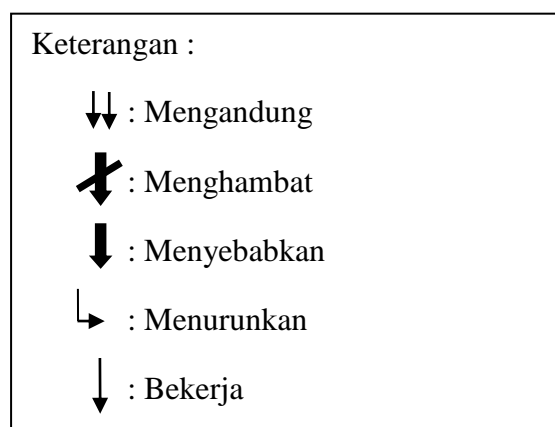 Keterangan :
: Mengandung
: Menghambat
: Menyebabkan
: Menurunkan
: Bekerja